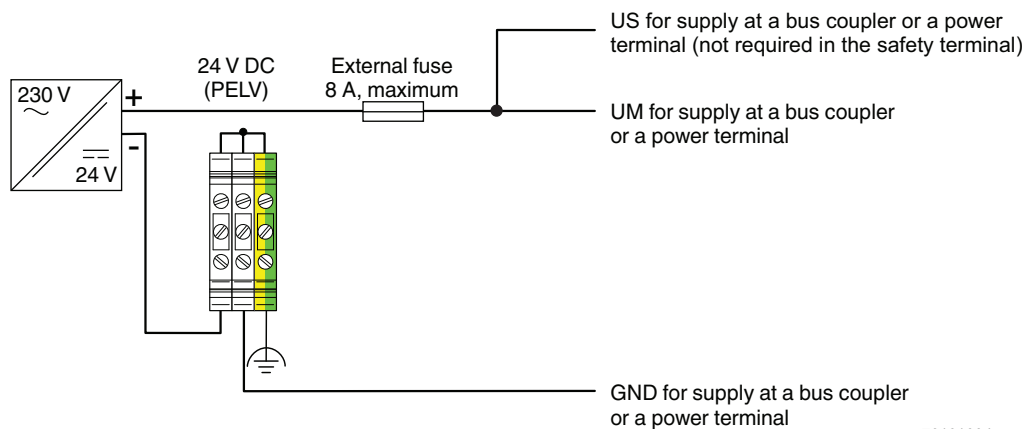 US for supply at a bus coupler or a power
terminal (not required in the safety terminal)
24 V DC
(PELV)
External fuse
8 A, maximum
230 V
+
-
24 V
UM for supply at a bus coupler
or a power terminal
GND for supply at a bus coupler
or a power terminal